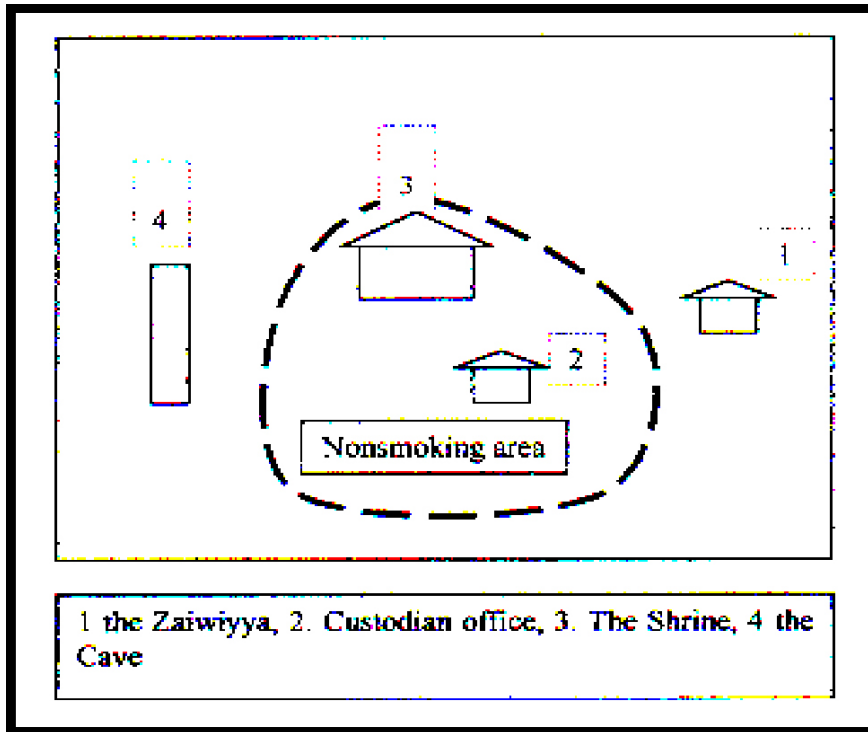 3
4
1
2
Nonsmoking area
1 the Zaiwiyya, 2. Custodian office, 3. The Shrine, 4 the
Cave